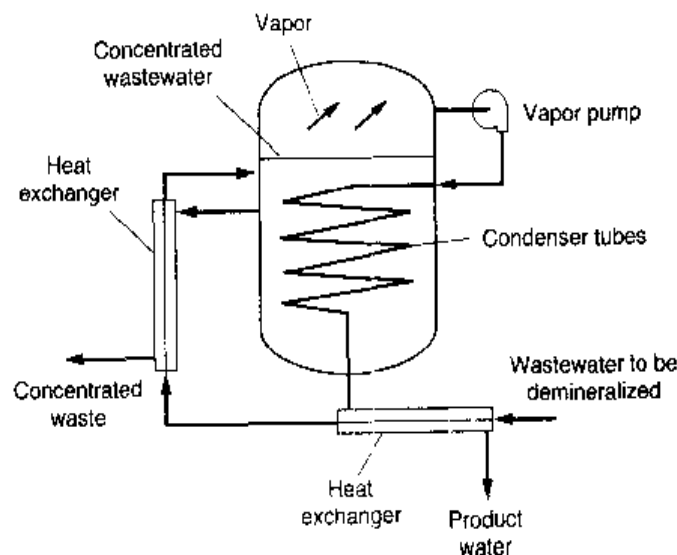 Vapor
Concentrated
wastewater
Vapor pump
Heat
exchanger
Condenser tubes
Concentrated
waste
Wastewater to be
demineralized
Heat
exchanger
Product
water